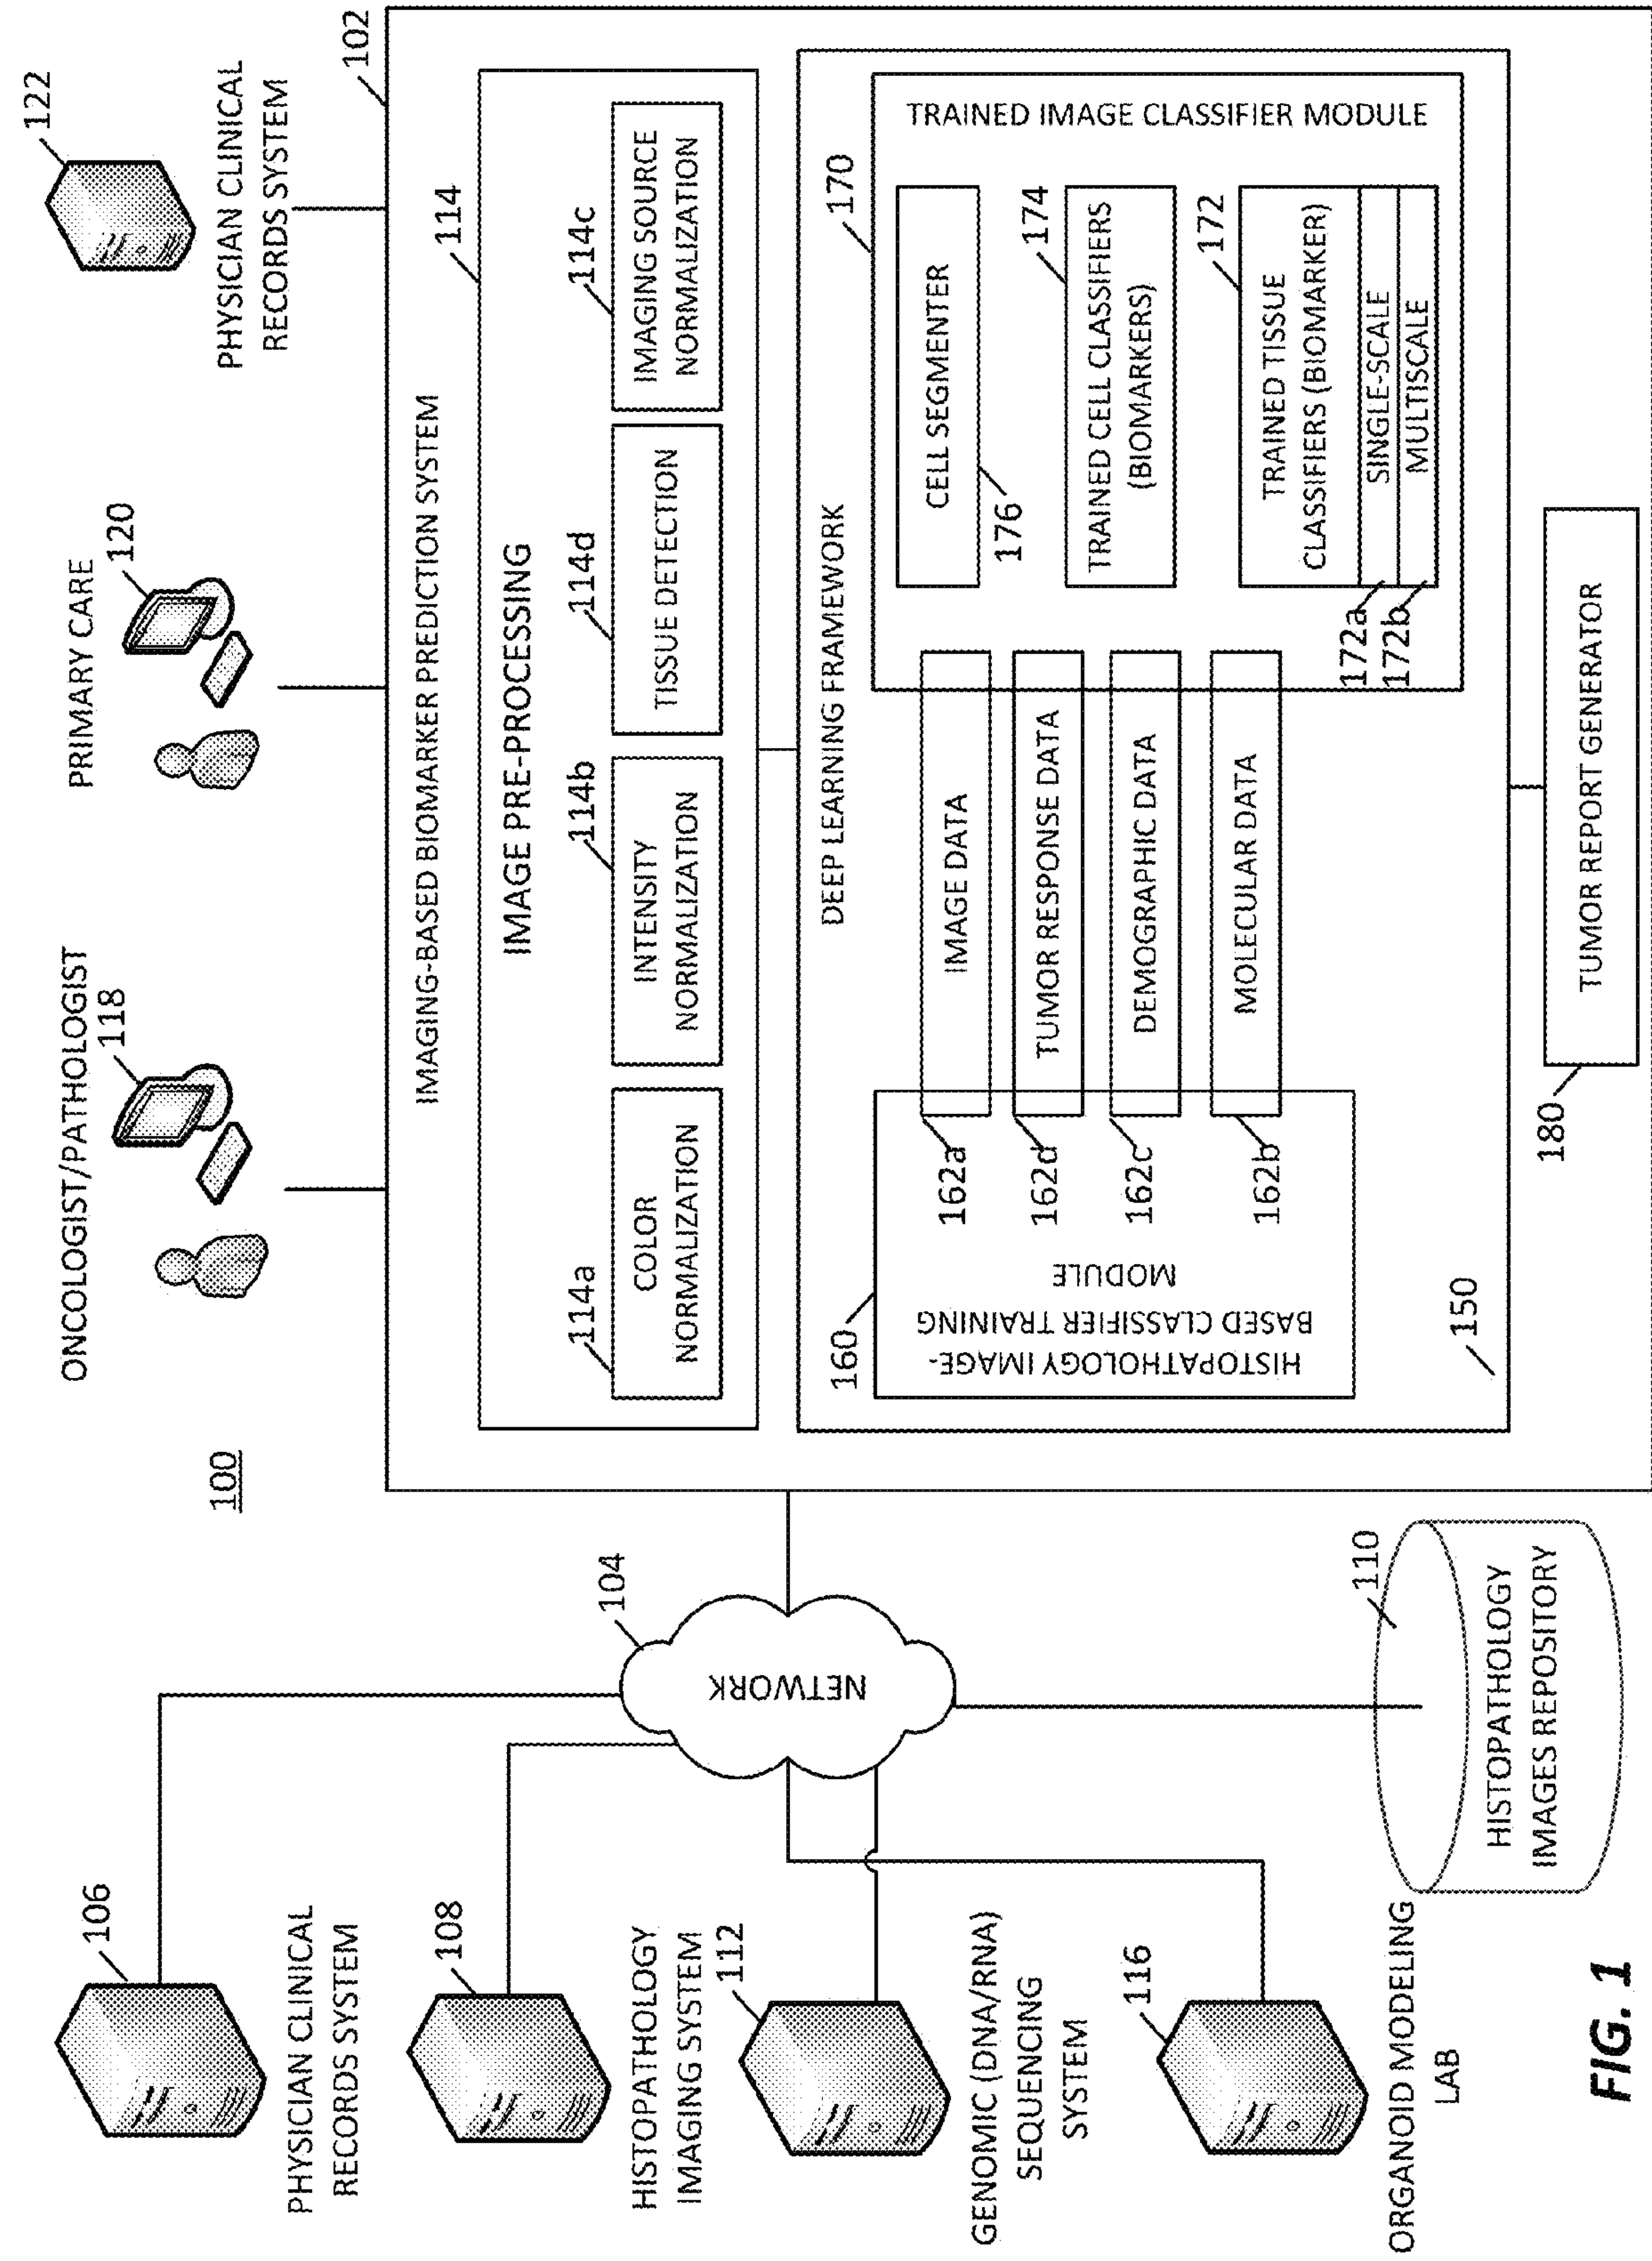 100
ONCOLOGIST/PATHOLOGIST
118
PRIMARY CARE
120
122
PHYSICIAN CLINICAL
RECORDS SYSTEM
102
106
PHYSICIAN CLINICAL
RECORDS SYSTEM
108
HISTOPATHOLOGY
IMAGING SYSTEM
112
GENOMIC (DNA/RNA)
SEQUENCING
SYSTEM
116
ORGANOID MODELING
LAB
104
NETWORK
110
HISTOPATHOLOGY
IMAGES REPOSITORY
IMAGING-BASED BIOMARKER PREDICTION SYSTEM
114
IMAGE PRE-PROCESSING
114a
COLOR
NORMALIZATION
114b
INTENSITY
NORMALIZATION
114d
TISSUE DETECTION
114c
IMAGING SOURCE
NORMALIZATION
DEEP LEARNING FRAMEWORK
160
HISTOPATHOLOGY IMAGE-
BASED CLASSIFIER TRAINING
MODULE
162a
IMAGE DATA
162d
TUMOR RESPONSE DATA
162c
DEMOGRAPHIC DATA
162b
MOLECULAR DATA
170
TRAINED IMAGE CLASSIFIER MODULE
CELL SEGMENTER
176
174
TRAINED CELL CLASSIFIERS
(BIOMARKERS)
172
TRAINED TISSUE
CLASSIFIERS (BIOMARKER)
172a
SINGLE-SCALE
172b
MULTISCALE
150
180
TUMOR REPORT GENERATOR
FIG. 1